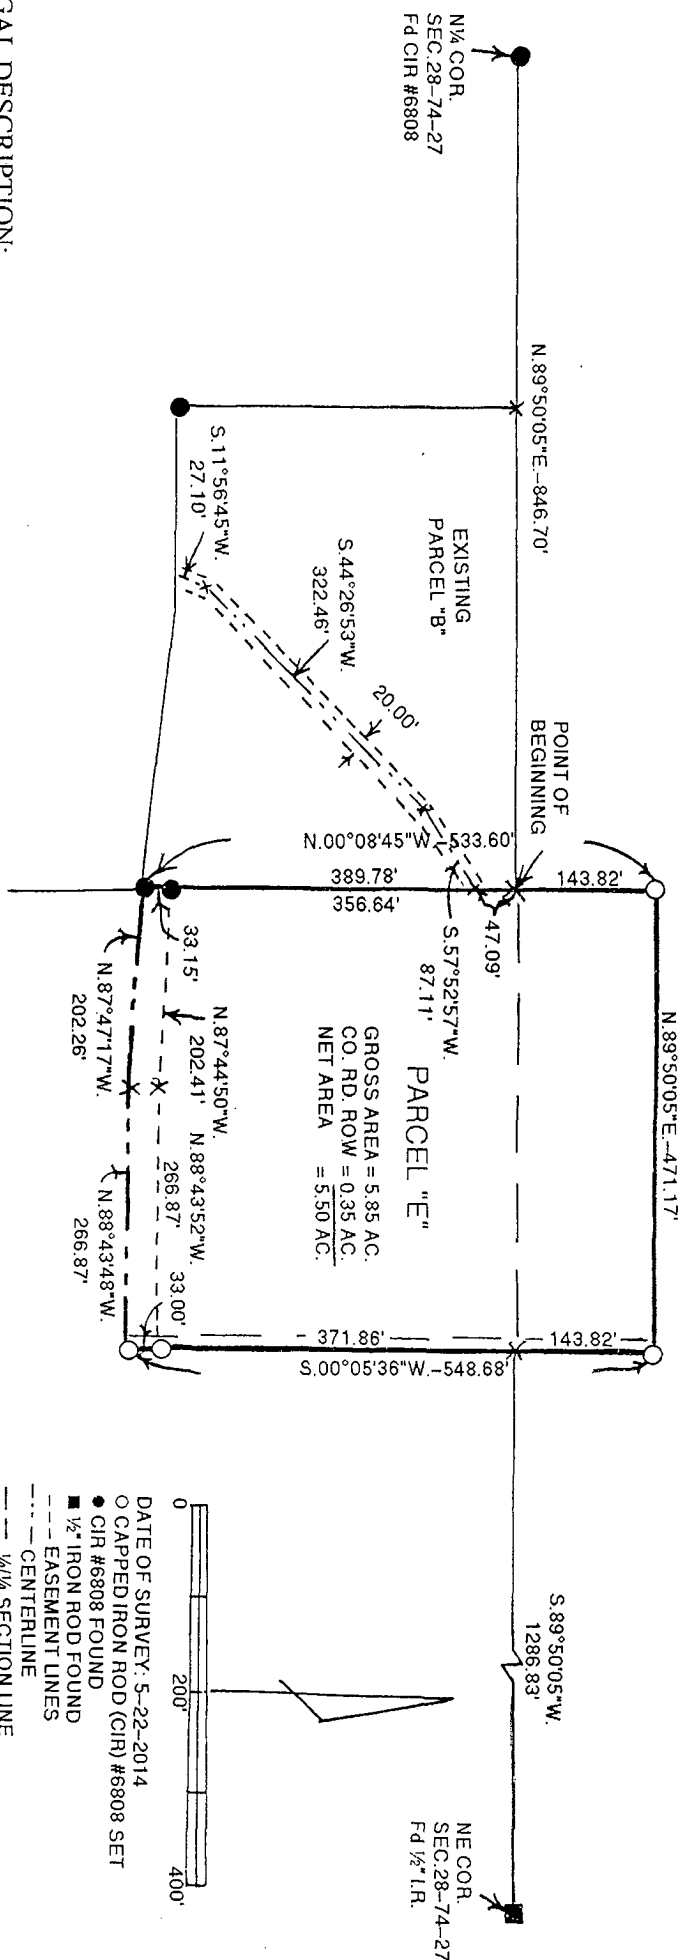 N¼ COR.
SEC.28-74-27
Fd CIR #6808
N.89°50'05"E.-846.70'
EXISTING
PARCEL "B"
S.11°56'45"W.
27.10'
S.44°26'53"W.
322.46'
20.00'
POINT OF
BEGINNING
N.00°08'45"W.-533.60'
389.78'
356.64'
143.82'
47.09'
S.57°52'57"W.
87.11'
33.15'
N.89°50'05"E.-471.17'
PARCEL "E"
GROSS AREA = 5.85 AC.
CO. RD. ROW = 0.35 AC.
NET AREA = 5.50 AC.
N.87°44'50"W.
202.41'
N.88°43'52"W.
266.87'
N.87°47'17"W.
202.26'
N.88°43'48"W.
266.87'
33.00'
371.86'
143.82'
S.00°05'36"W.-548.68'
S.89°50'05"W.
1286.83'
NE COR.
SEC.28-74-27
Fd ½" I.R.
0
200'
400'
DATE OF SURVEY: 5-22-2014
CAPPED IRON ROD (CIR) #6808 SET
CIR #6808 FOUND
½" IRON ROD FOUND
EASEMENT LINES
CENTERLINE
SECTION LINE
DESCRIPTION: